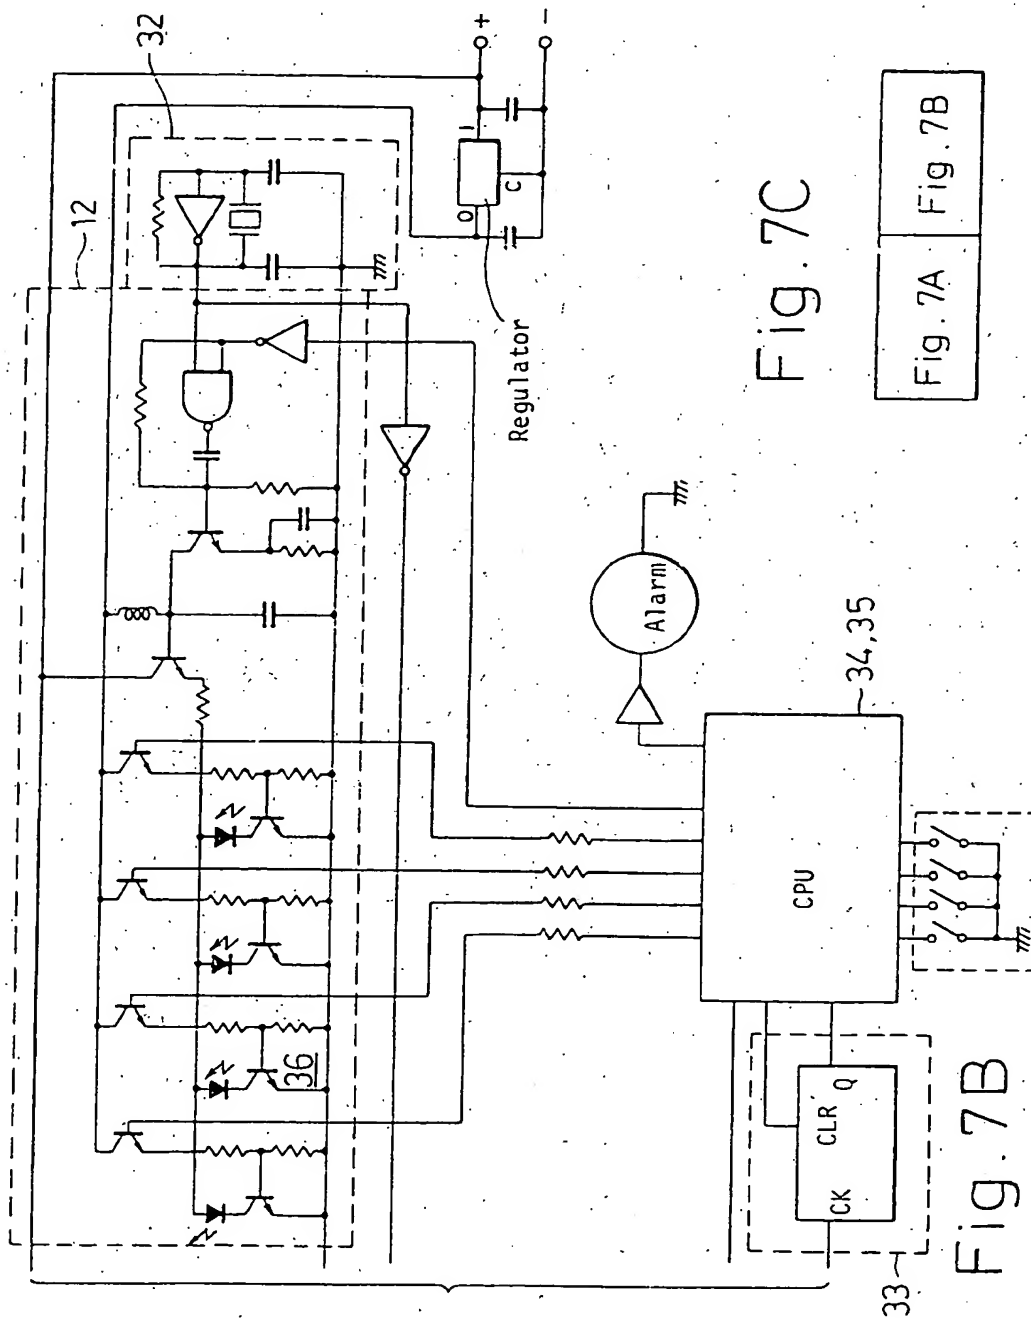 12
32
36
+
-
I
O
C
Regulator
Alarm
CPU
34,35
CK
CLR
Q
33
Fig. 7B
Fig. 7C
Fig. 7A
Fig. 7B